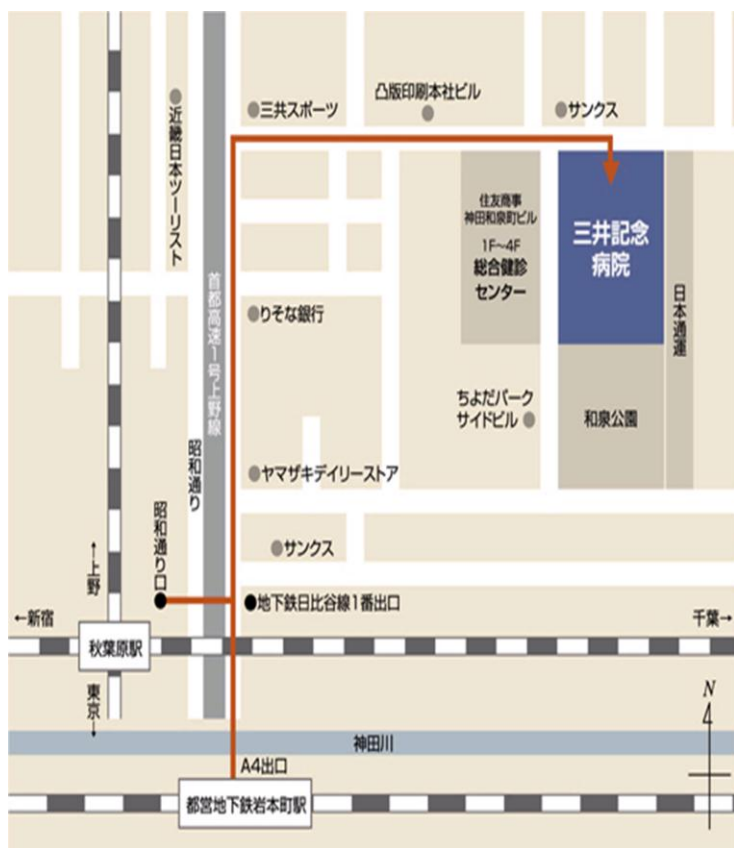 近畿日本ツーリスト
三共スポーツ
凸版印刷本社ビル
サンクス
住友商事
神田和泉町ビル
1F〜4F
総合健診
センター
三井記念
病院
日本通運
首都高速1号上野線
りそな銀行
ちよだパーク
サイドビル
和泉公園
昭和通り
ヤマザキデイリーストア
昭和通り口
サンクス
←上野
地下鉄日比谷線1番出口
←新宿
千葉→
秋葉原駅
東京→
N
神田川
A4出口
都営地下鉄岩本町駅